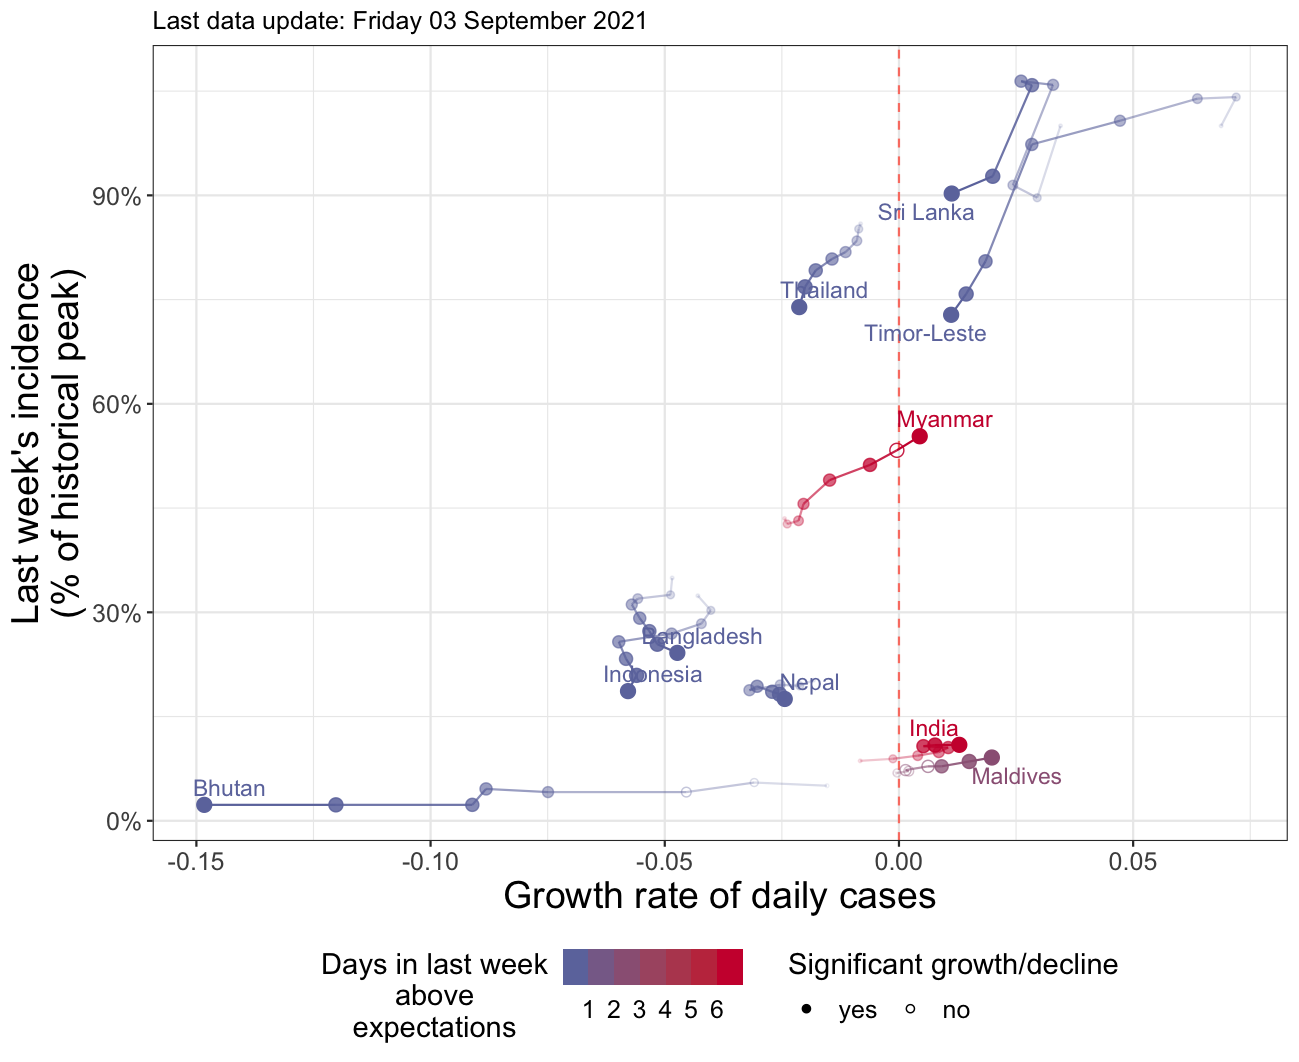 Last data update: Friday 03 September 2021
Last week's incidence
(% of historical peak)
90%
60%
30%
0%
Sri Lanka
Thailand
Timor-Leste
Myanmar
Bangladesh
Indonesia
Nepal
India
Maldives
Bhutan
-0.15
-0.10
-0.05
0.00
0.05
Growth rate of daily cases
Days in last week
above
expectations
1 2 3 4 5 6
Significant growth/decline
yes
no